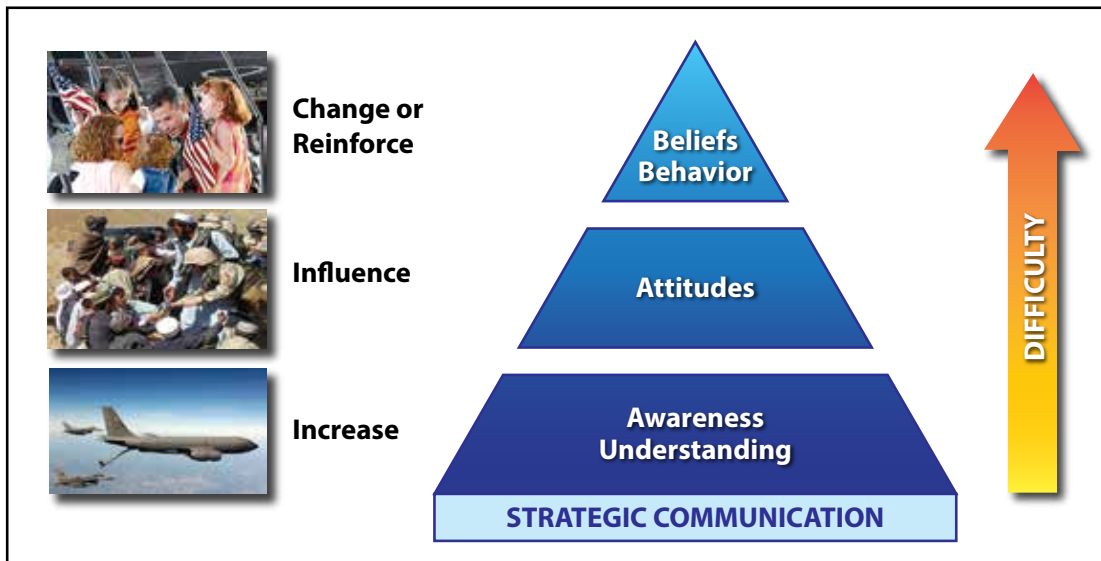 Change or
Reinforce
Beliefs
Behavior
Influence
Attitudes
Increase
Awareness
Understanding
STRATEGIC COMMUNICATION
DIFFICULTY